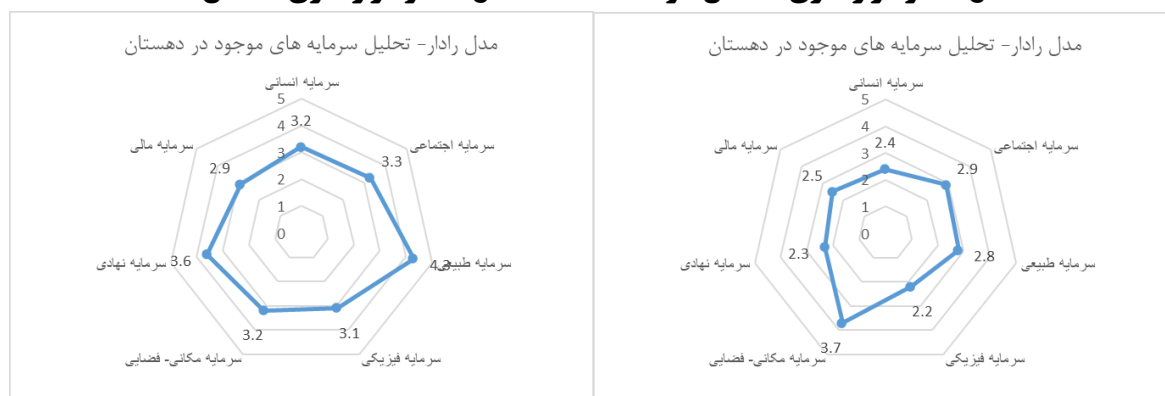 مدل رادار- تحلیل سرمایه های موجود در دهستان
سرمایه انسانی
5
4
3
2
1
0
2.4
سرمایه اجتماعی
2.9
سرمایه طبیعی
2.8
سرمایه فیزیکی
2.2
سرمایه مکانی- فضایی
3.7
سرمایه نهادی
2.3
سرمایه مالی
2.5
مدل رادار- تحلیل سرمایه های موجود در دهستان
سرمایه انسانی
5
4
3
2
1
0
3.2
سرمایه اجتماعی
3.3
سرمایه طبیعی
سرمایه فیزیکی
3.1
سرمایه مکانی- فضایی
3.2
سرمایه نهادی
3.6
سرمایه مالی
2.9